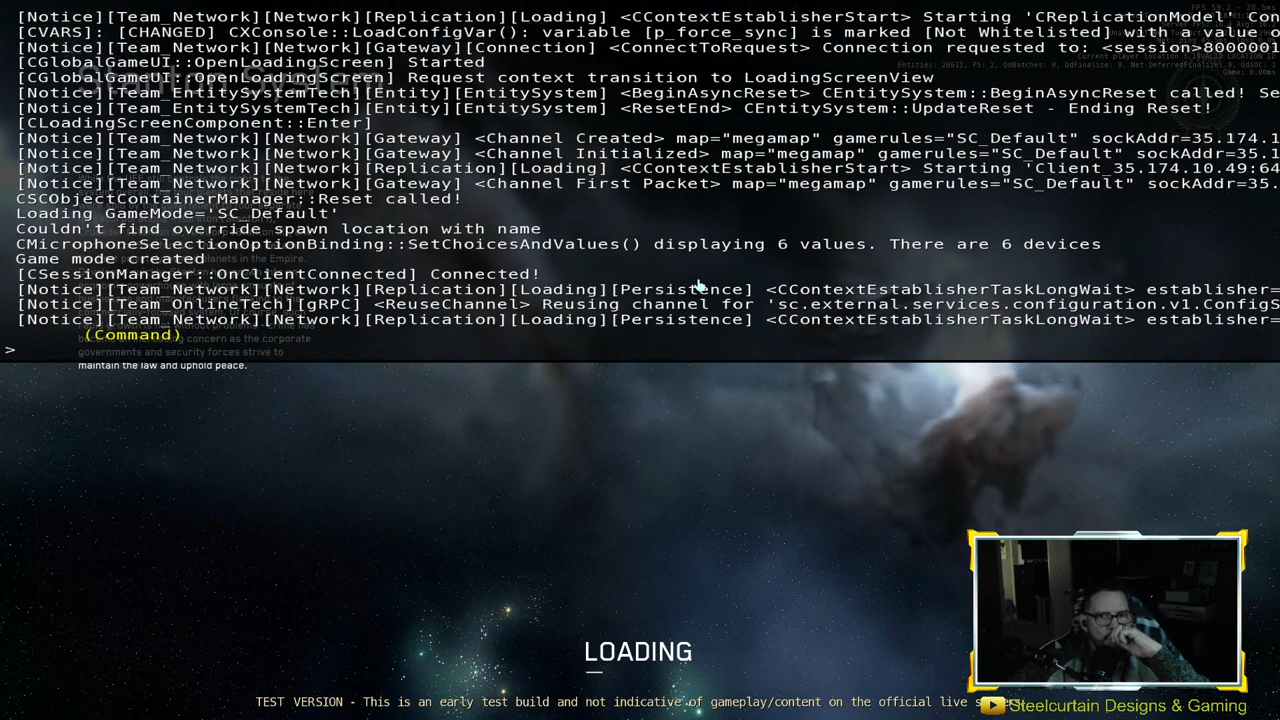 [Notice][Team_Network][Network][Replication][Loading] <CContextEstablisherStart> Starting 'CReplicationModel' Con
[CVARS]: [CHANGED] CXConsole::LoadConfigVar(): variable [p_force_sync] is marked [Not Whitelisted] with a value o
[Notice][Team_Network][Network][Gateway][Connection] <ConnectToRequest> Connection requested to: <session>8000001
[CGlobalGameUI::OpenLoadingScreen] Started
[CGlobalGameUI::OpenLoadingScreen] Request context transition to LoadingScreenView
[Notice][Team_EntitySystemTech][Entity][EntitySystem] <BeginAsyncReset> CEntitySystem::BeginAsyncReset called! Se
[Notice][Team_EntitySystemTech][Entity][EntitySystem] <ResetEnd> CEntitySystem::UpdateReset - Ending Reset!
[CLoadingScreenComponent::Enter]
[Notice][Team_Network][Network][Gateway] <Channel Created> map="megamap" gamerules="SC_Default" sockAddr=35.174.1
[Notice][Team_Network][Network][Gateway] <Channel Initialized> map="megamap" gamerules="SC_Default" sockAddr=35.1
[Notice][Team_Network][Network][Replication][Loading] <CContextEstablisherStart> Starting 'Client_35.174.10.49:64
[Notice][Team_Network][Network][Gateway] <Channel First Packet> map="megamap" gamerules="SC_Default" sockAddr=35.
CSCObjectContainerManager::Reset called!
Loading GameMode='SC_Default'
Couldn't find override spawn location with name
CMicrophoneSelectionOptionBinding::SetChoicesAndValues() displaying 6 values. There are 6 devices
Game mode created
[CSessionManager::OnClientConnected] Connected!
[Notice][Team_Network][Network][Replication][Loading][Persistence] <CContextEstablisherTaskLongWait> establisher=
[Notice][Team_OnlineTech][gRPC] <ReuseChannel> Reusing channel for 'sc.external.services.configuration.v1.ConfigS
[Notice][Team_Network][Network][Replication][Loading][Persistence] <CContextEstablisherTaskLongWait> establisher=
(Command)
>
Stanton System
concern as the corporate
governments and security forces strive to
maintain the law and uphold peace.
LOADING
TEST VERSION - This is an early test build and not indicative of gameplay/content on the official live
Steelcurtain Designs & Gaming